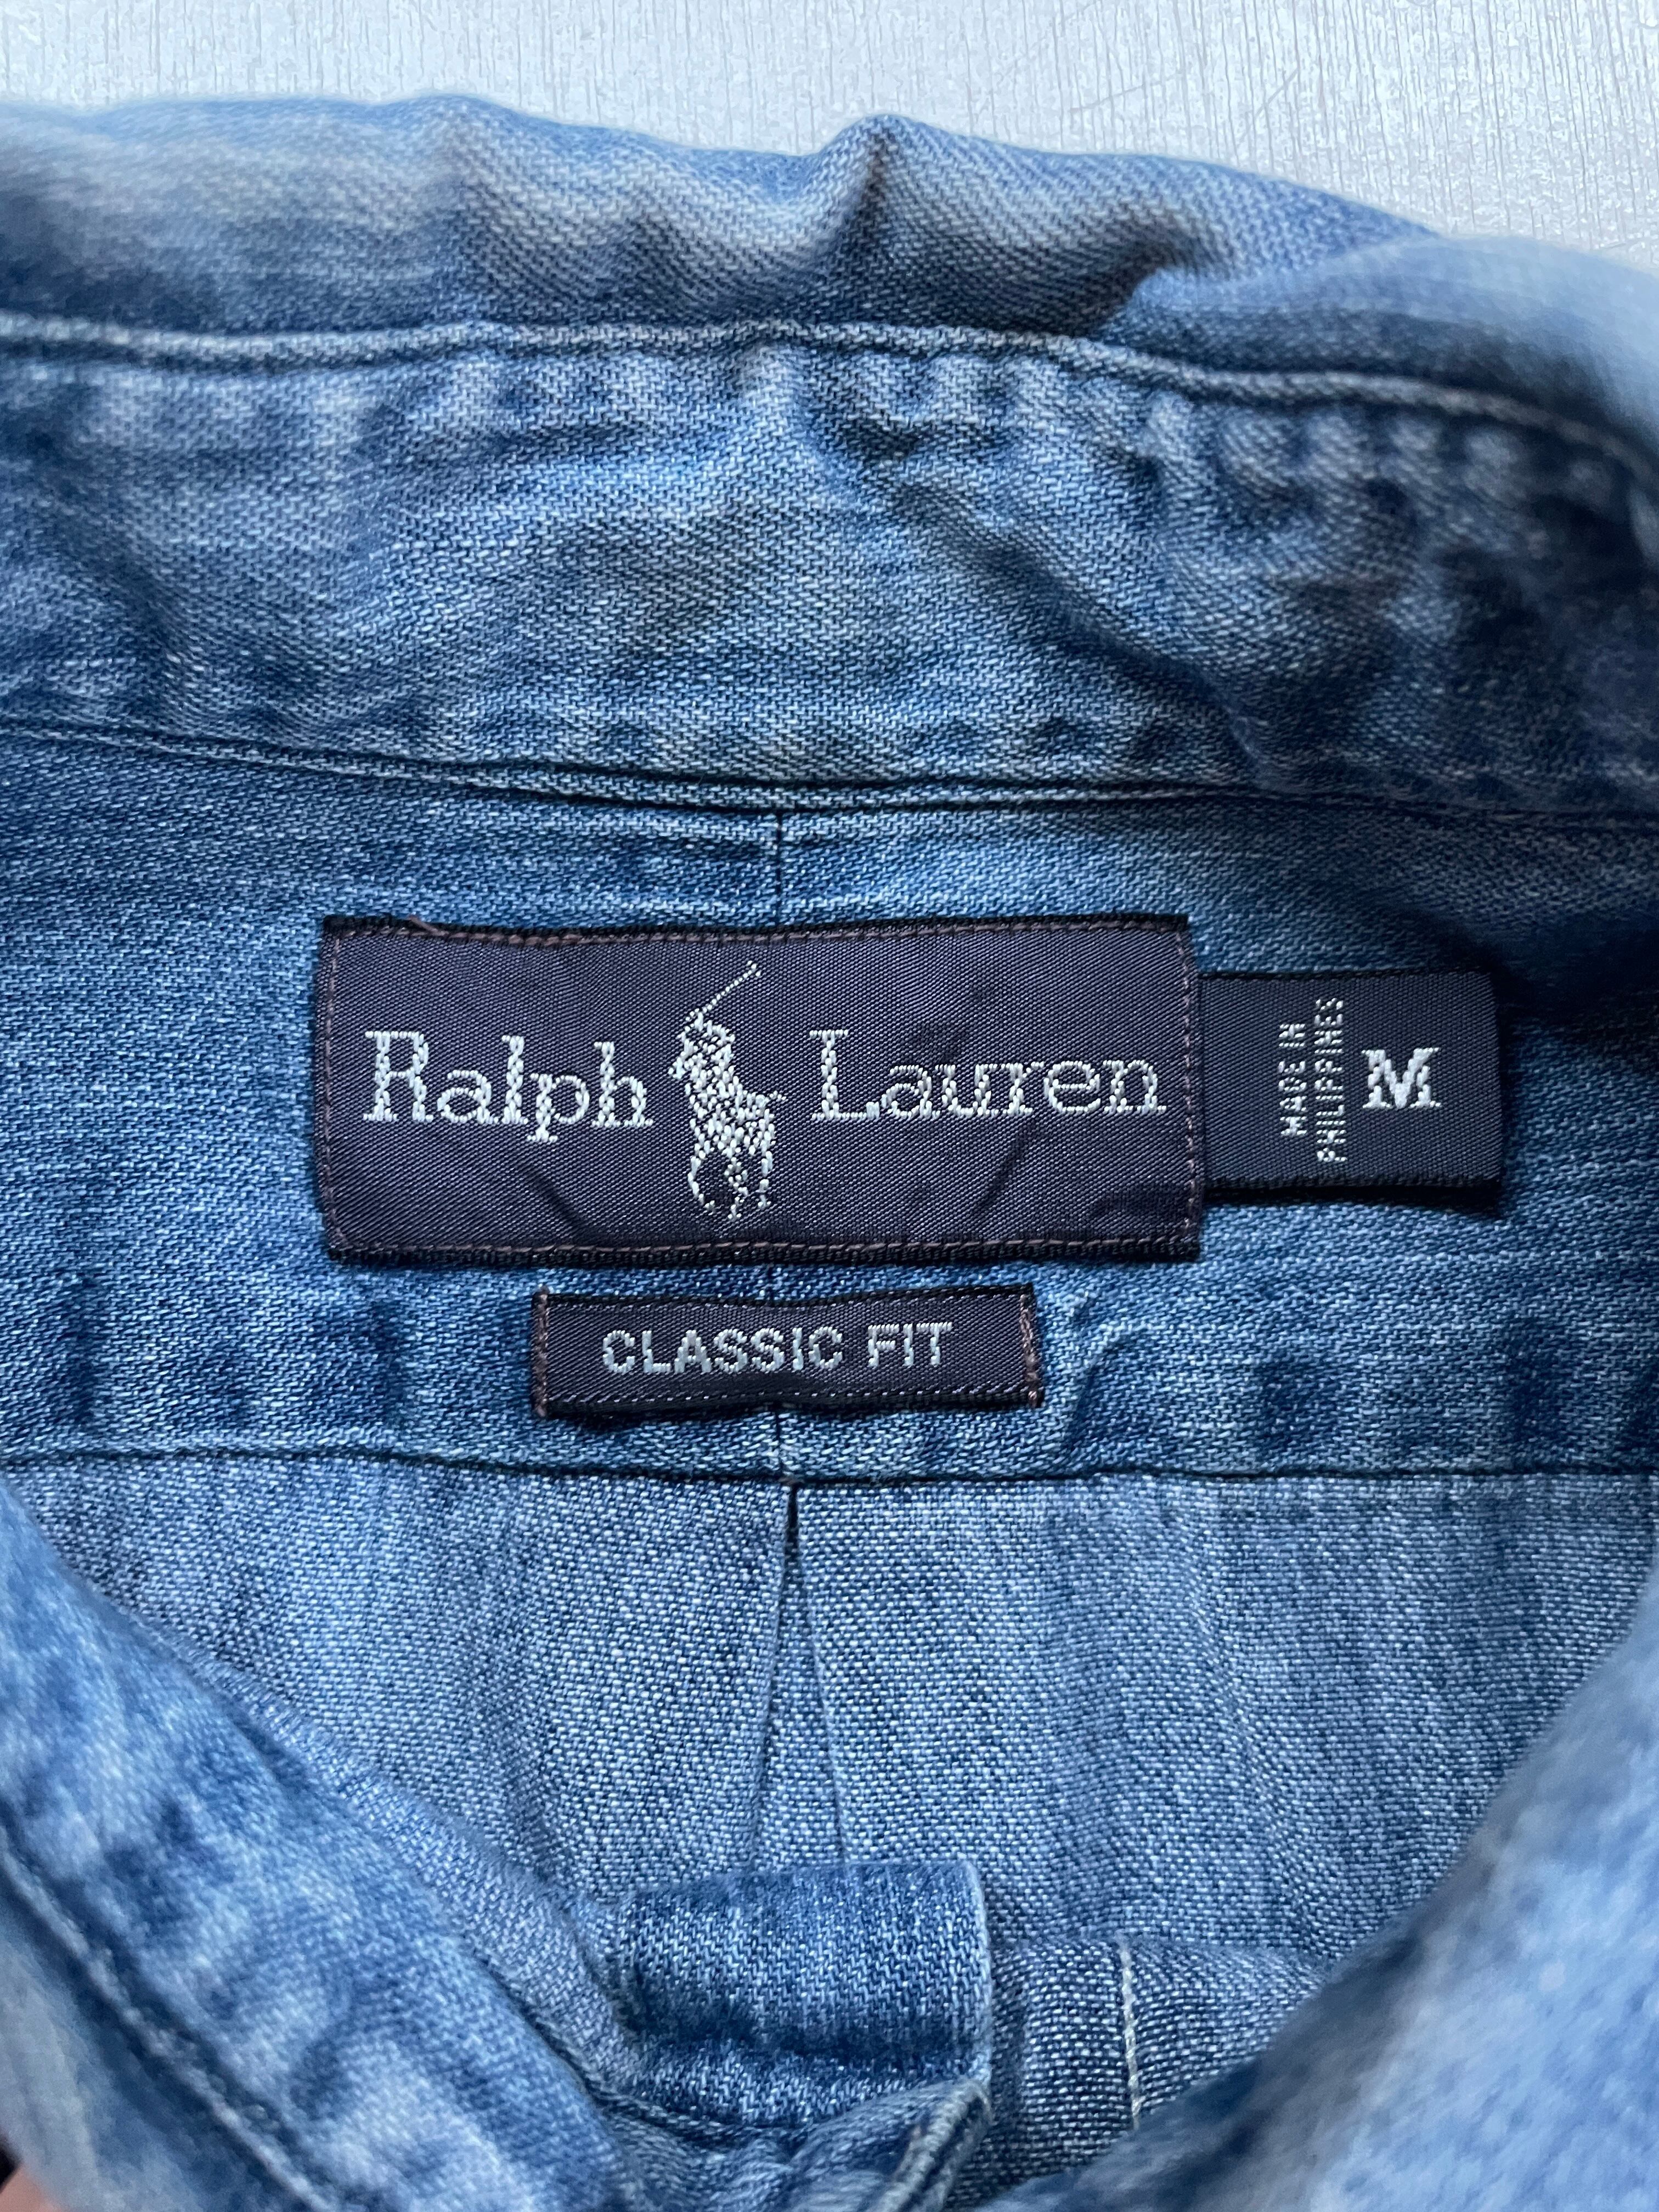 Ralph Lauren
MADE IN
PHILIPPINES
M
CLASSIC FIT